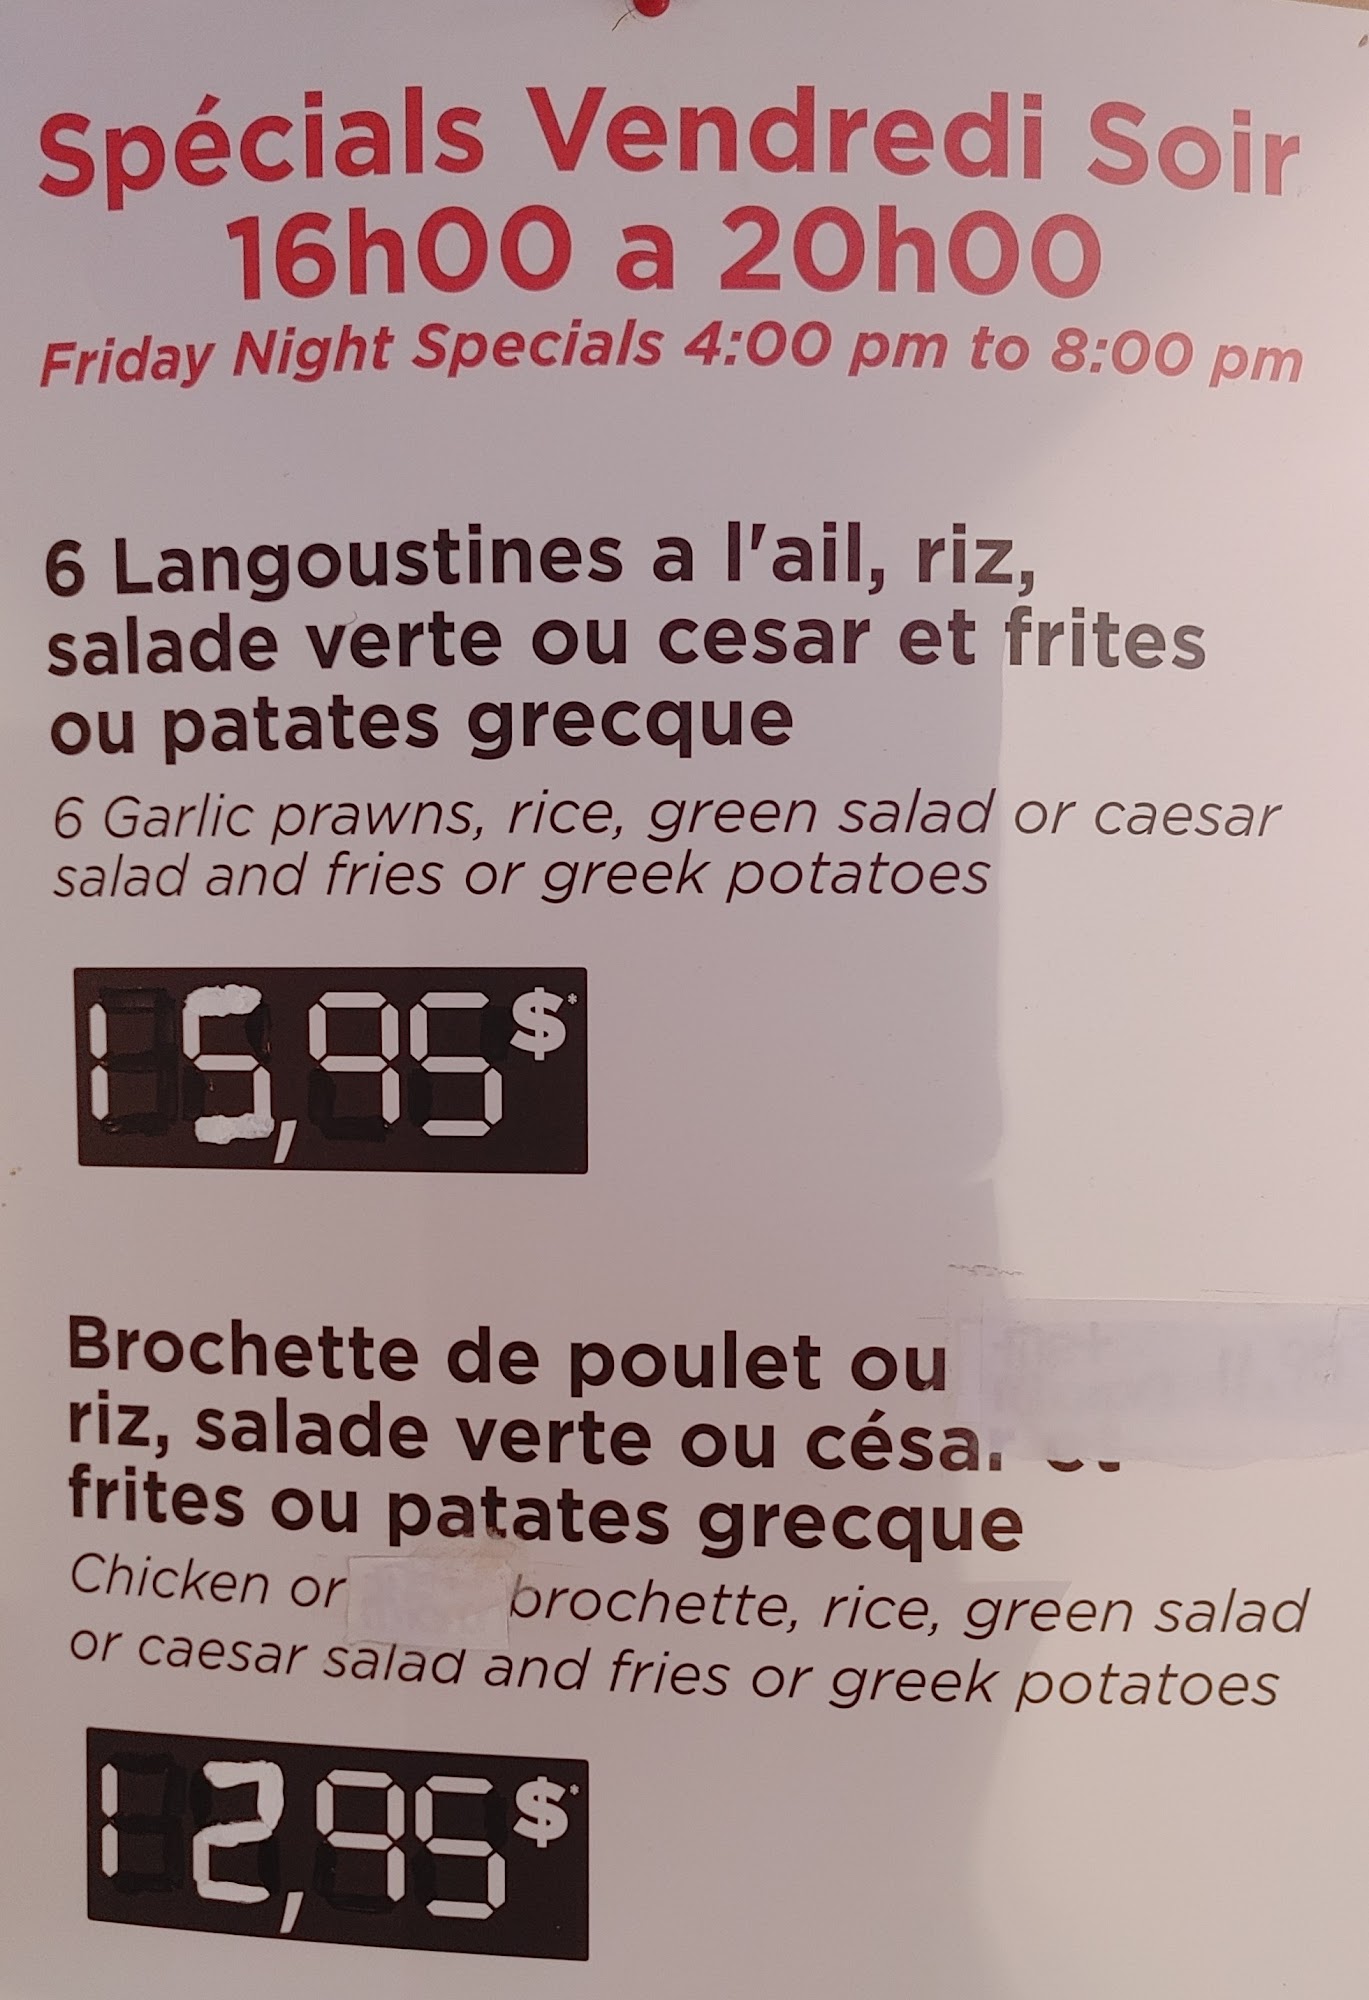 Spécials Vendredi Soir
16h00 a 20h00
Friday Night Specials 4:00 pm to 8:00 pm
6 Langoustines a l'ail, riz,
salade verte ou cesar et frites
ou patates grecque
6 Garlic prawns, rice, green salad or caesar
salad and fries or greek potatoes
15,95$*
Brochette de poulet ou
riz, salade verte ou césar et
frites ou patates grecque
Chicken or brochette, rice, green salad
or caesar salad and fries or greek potatoes
12,95$*